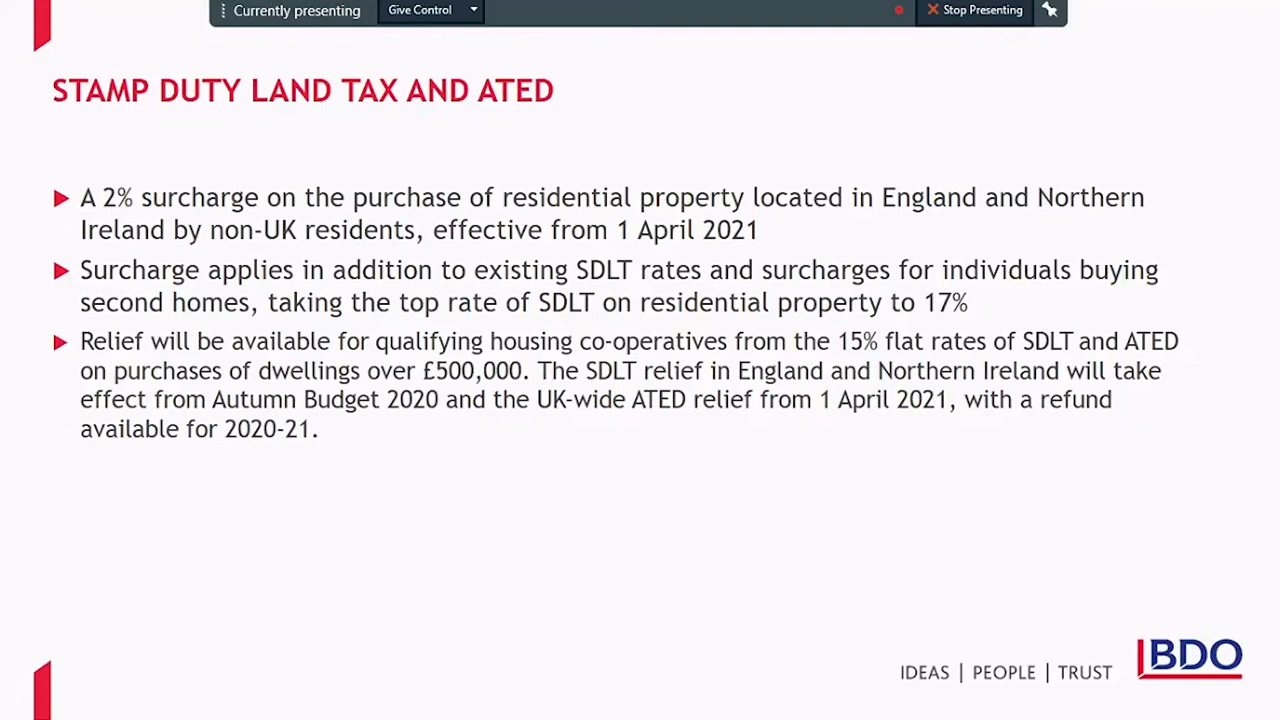 Currently presenting Give Control Stop Presenting
STAMP DUTY LAND TAX AND ATED
A 2% surcharge on the purchase of residential property located in England and Northern
Ireland by non-UK residents, effective from 1 April 2021
Surcharge applies in addition to existing SDLT rates and surcharges for individuals buying
second homes, taking the top rate of SDLT on residential property to 17%
Relief will be available for qualifying housing co-operatives from the 15% flat rates of SDLT and ATED
on purchases of dwellings over £500,000. The SDLT relief in England and Northern Ireland will take
effect from Autumn Budget 2020 and the UK-wide ATED relief from 1 April 2021, with a refund
available for 2020-21.
IDEAS | PEOPLE | TRUST BDO